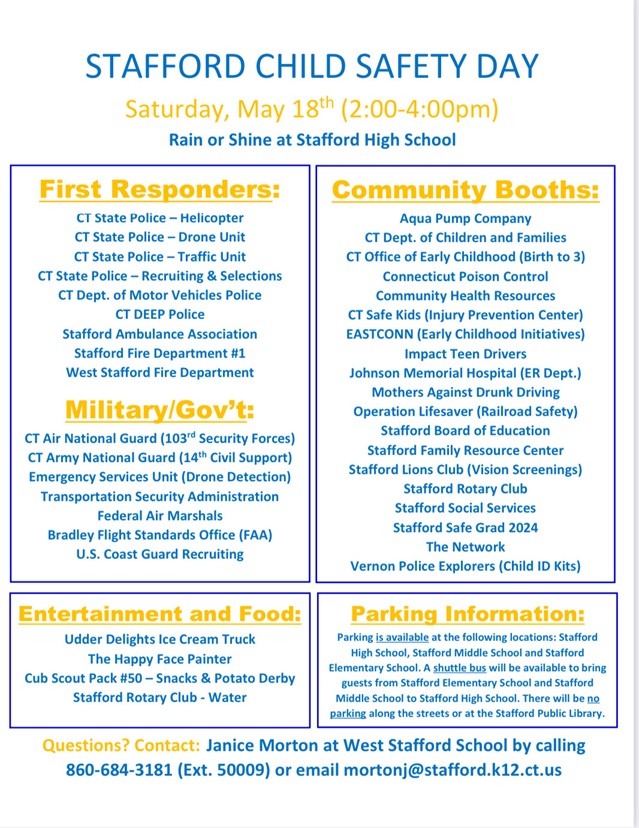 STAFFORD CHILD SAFETY DAY
Saturday, May 18th (2:00-4:00pm)
Rain or Shine at Stafford High School
First Responders:
CT State Police – Helicopter
CT State Police – Drone Unit
CT State Police – Traffic Unit
CT State Police – Recruiting & Selections
CT Dept. of Motor Vehicles Police
CT DEEP Police
Stafford Ambulance Association
Stafford Fire Department #1
West Stafford Fire Department
Military/Gov't:
CT Air National Guard (103rd Security Forces)
CT Army National Guard (14th Civil Support)
Emergency Services Unit (Drone Detection)
Transportation Security Administration
Federal Air Marshals
Bradley Flight Standards Office (FAA)
U.S. Coast Guard Recruiting
Community Booths:
Aqua Pump Company
CT Dept. of Children and Families
CT Office of Early Childhood (Birth to 3)
Connecticut Poison Control
Community Health Resources
CT Safe Kids (Injury Prevention Center)
EASTCONN (Early Childhood Initiatives)
Impact Teen Drivers
Johnson Memorial Hospital (ER Dept.)
Mothers Against Drunk Driving
Operation Lifesaver (Railroad Safety)
Stafford Board of Education
Stafford Family Resource Center
Stafford Lions Club (Vision Screenings)
Stafford Rotary Club
Stafford Social Services
Stafford Safe Grad 2024
The Network
Vernon Police Explorers (Child ID Kits)
Entertainment and Food:
Udder Delights Ice Cream Truck
The Happy Face Painter
Cub Scout Pack #50 – Snacks & Potato Derby
Stafford Rotary Club - Water
Parking Information:
Parking is available at the following locations: Stafford
High School, Stafford Middle School and Stafford
Elementary School. A shuttle bus will be available to bring
guests from Stafford Elementary School and Stafford
Middle School to Stafford High School. There will be no
parking along the streets or at the Stafford Public Library.
Questions? Contact: Janice Morton at West Stafford School by calling
860-684-3181 (Ext. 50009) or email mortonj@stafford.k12.ct.us